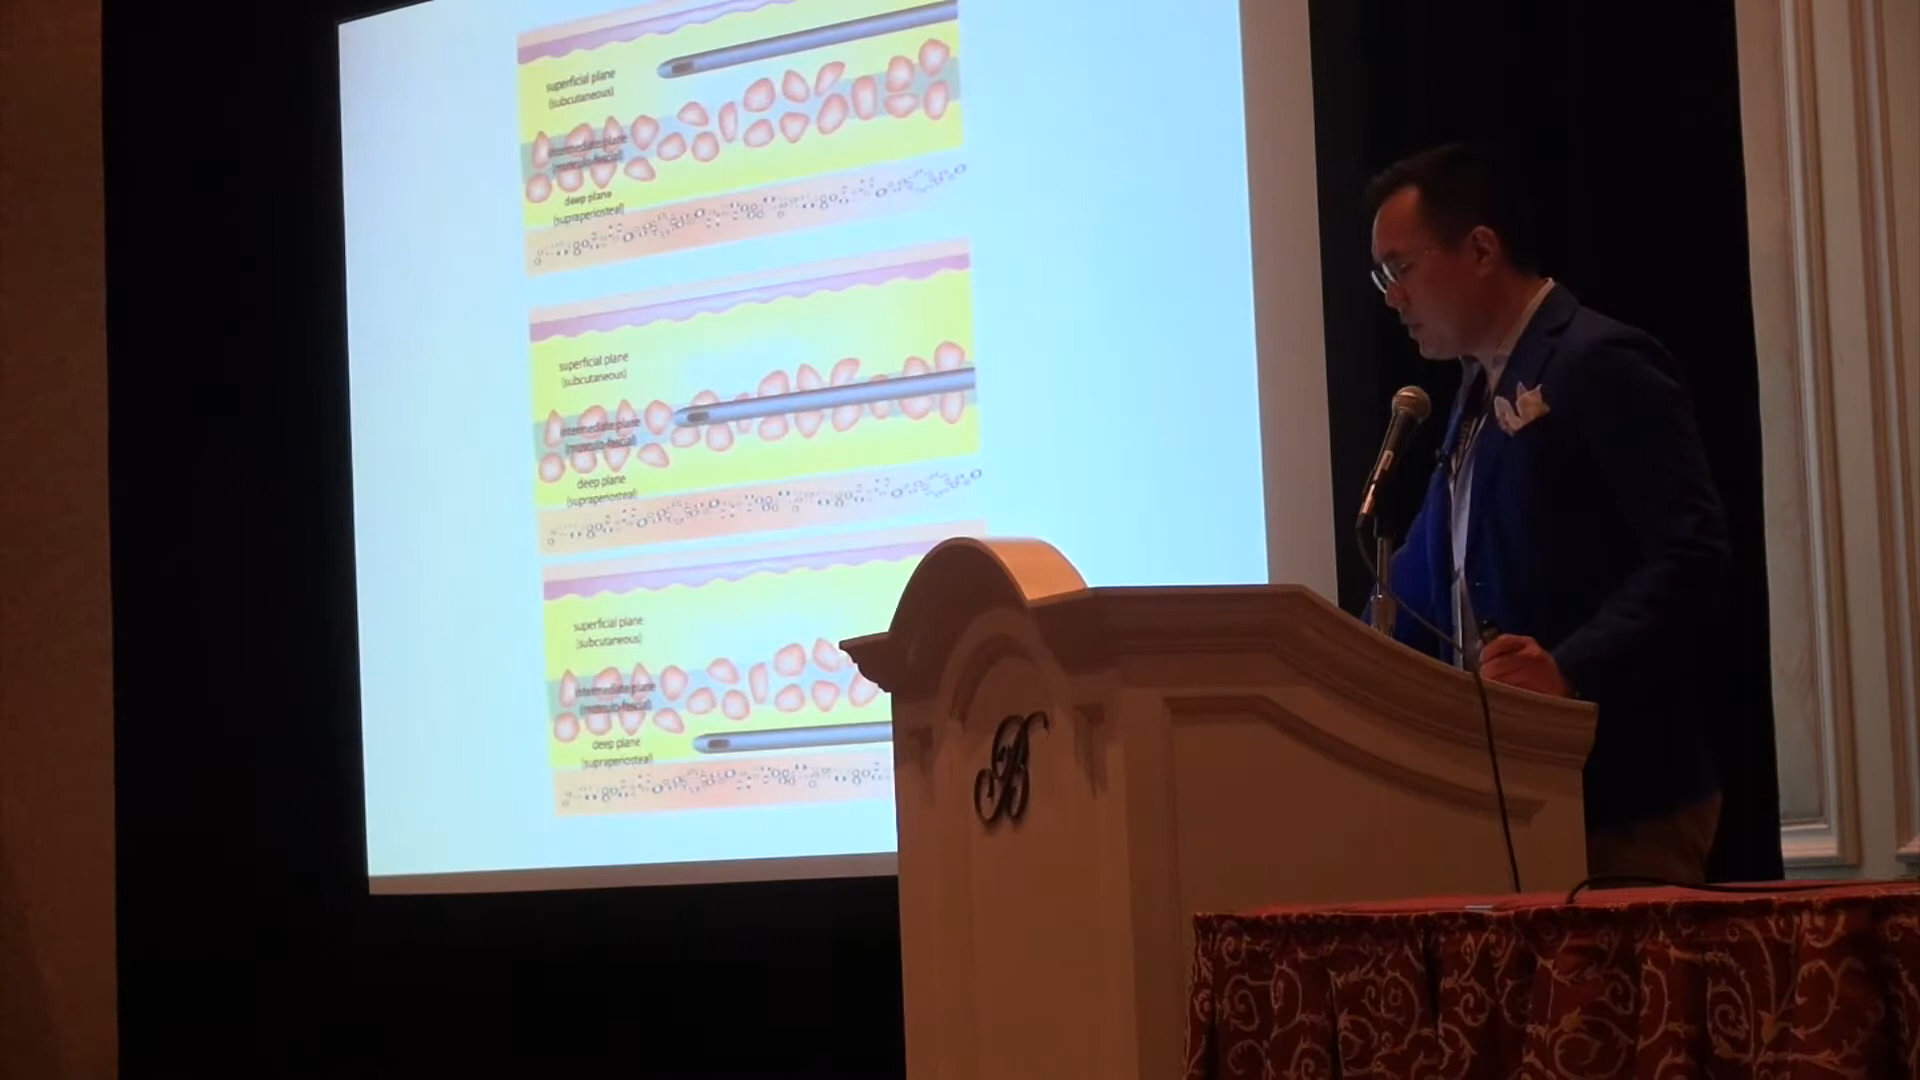 superficial plane
(subcutaneous)
intermediate plane
(musculo-fascial)
deep plane
(supraperiosteal)
superficial plane
(subcutaneous)
intermediate plane
(musculo-fascial)
deep plane
(supraperiosteal)
superficial plane
(subcutaneous)
intermediate plane
(musculo-fascial)
deep plane
(supraperiosteal)
B